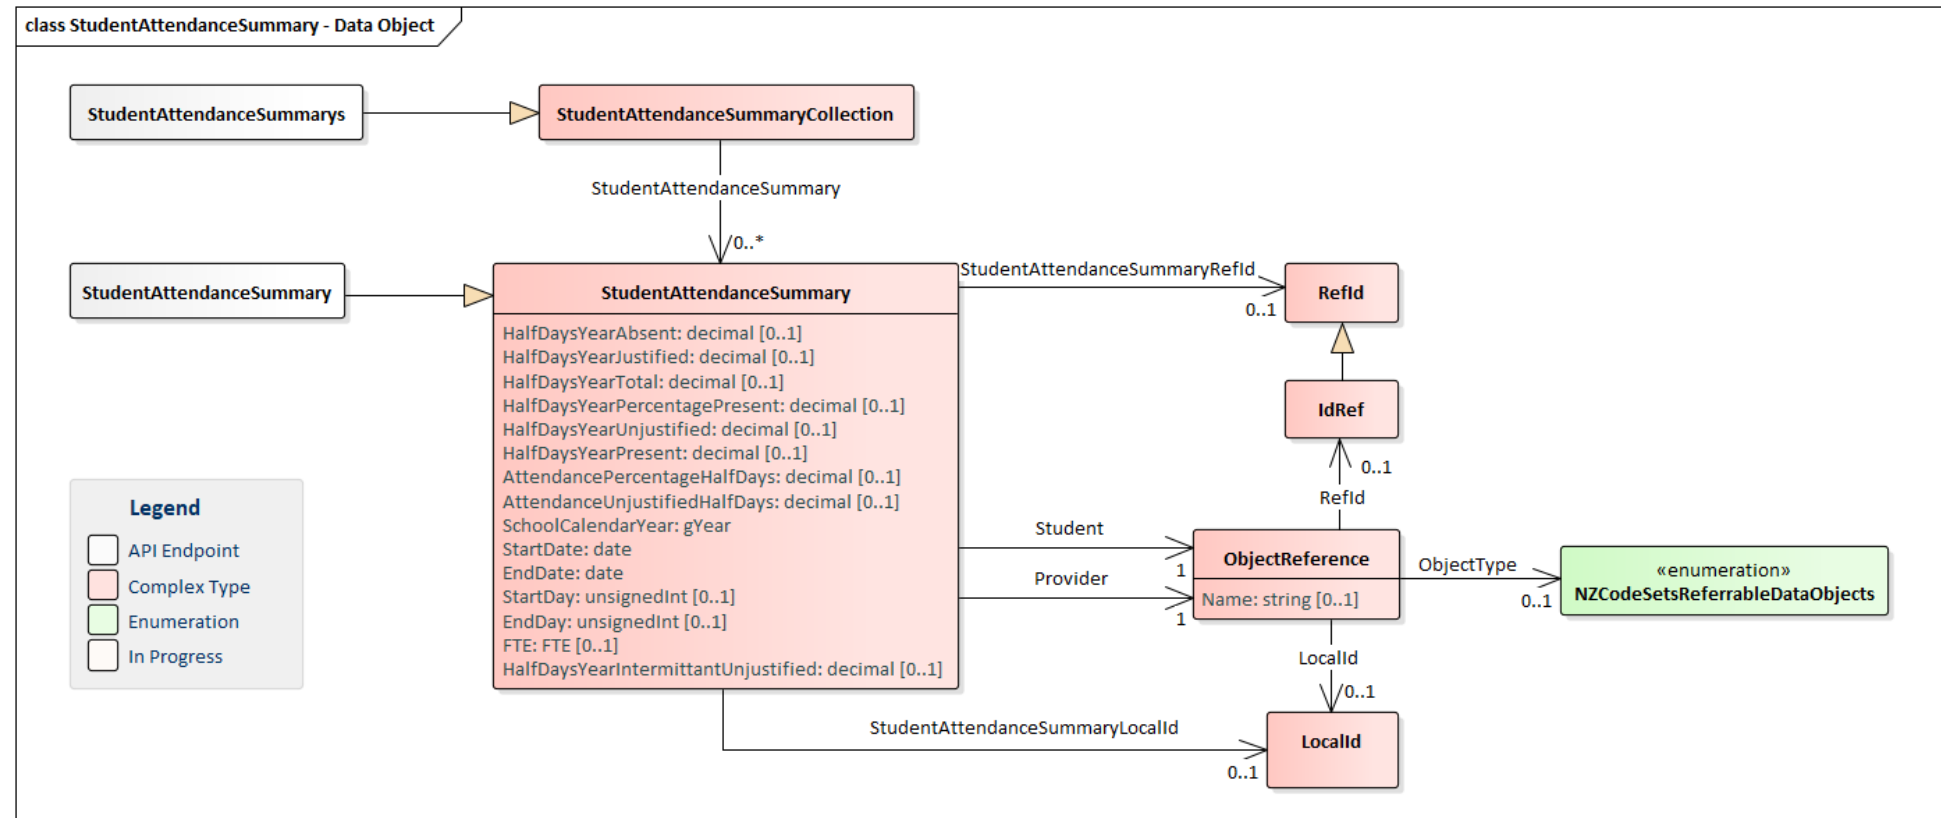 class StudentAttendanceSummary - Data Object
StudentAttendanceSummarys
StudentAttendanceSummaryCollection
StudentAttendanceSummary
0..*
StudentAttendanceSummary
StudentAttendanceSummary
HalfDaysYearAbsent: decimal [0..1]
HalfDaysYearJustified: decimal [0..1]
HalfDaysYearTotal: decimal [0..1]
HalfDaysYearPercentagePresent: decimal [0..1]
HalfDaysYearUnjustified: decimal [0..1]
HalfDaysYearPresent: decimal [0..1]
AttendancePercentageHalfDays: decimal [0..1]
AttendanceUnjustifiedHalfDays: decimal [0..1]
SchoolCalendarYear: gYear
StartDate: date
EndDate: date
StartDay: unsignedInt [0..1]
EndDay: unsignedInt [0..1]
FTE: FTE [0..1]
HalfDaysYearIntermittantUnjustified: decimal [0..1]
StudentAttendanceSummaryRefId
0..1
RefId
IdRef
0..1
RefId
Student
1
Provider
1
ObjectReference
Name: string [0..1]
ObjectType
0..1
«enumeration»
NZCodeSetsReferrableDataObjects
LocalId
0..1
StudentAttendanceSummaryLocalId
0..1
LocalId
Legend
API Endpoint
Complex Type
Enumeration
In Progress